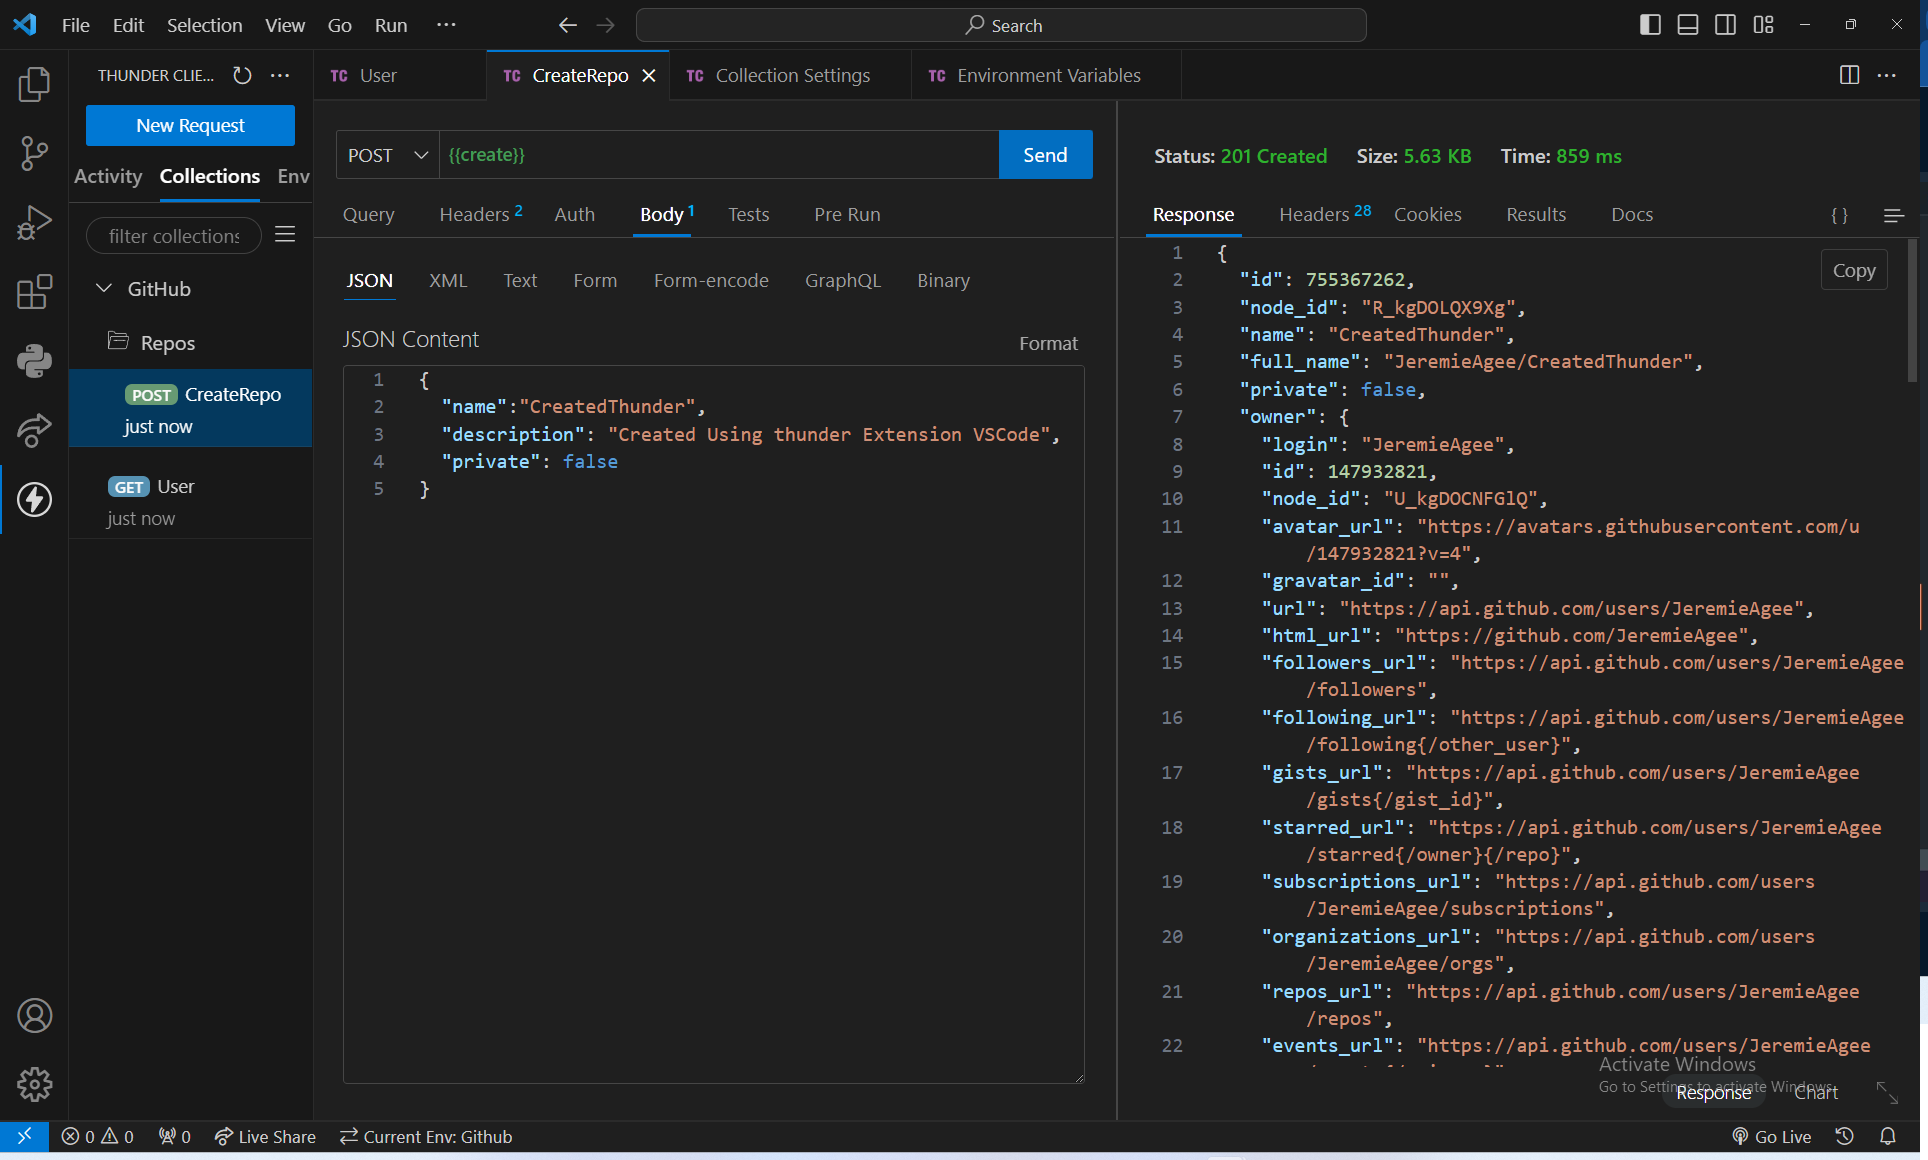 File Edit Selection View Go Run ···
Search
THUNDER CLIE...
TC User
TC CreateRepo
TC Collection Settings
TC Environment Variables
New Request
Activity Collections Env
filter collections
GitHub
Repos
POST CreateRepo
just now
GET User
just now
POST {{create}} Send
Query Headers 2 Auth Body 1 Tests Pre Run
JSON XML Text Form Form-encode GraphQL Binary
JSON Content
Format
1 {
2 "name":"CreatedThunder",
3 "description": "Created Using thunder Extension VSCode",
4 "private": false
5 }
Status: 201 Created Size: 5.63 KB Time: 859 ms
Response Headers 28 Cookies Results Docs { }
Copy
1 {
2 "id": 755367262,
3 "node_id": "R_kgDOLQX9Xg",
4 "name": "CreatedThunder",
5 "full_name": "JeremieAgee/CreatedThunder",
6 "private": false,
7 "owner": {
8 "login": "JeremieAgee",
9 "id": 147932821,
10 "node_id": "U_kgDOCNFGlQ",
11 "avatar_url": "https://avatars.githubusercontent.com/u
/147932821?v=4",
12 "gravatar_id": "",
13 "url": "https://api.github.com/users/JeremieAgee",
14 "html_url": "https://github.com/JeremieAgee",
15 "followers_url": "https://api.github.com/users/JeremieAgee
/followers",
16 "following_url": "https://api.github.com/users/JeremieAgee
/following{/other_user}",
17 "gists_url": "https://api.github.com/users/JeremieAgee
/gists{/gist_id}",
18 "starred_url": "https://api.github.com/users/JeremieAgee
/starred{/owner}{/repo}",
19 "subscriptions_url": "https://api.github.com/users
/JeremieAgee/subscriptions",
20 "organizations_url": "https://api.github.com/users
/JeremieAgee/orgs",
21 "repos_url": "https://api.github.com/users/JeremieAgee
/repos",
22 "events_url": "https://api.github.com/users/JeremieAgee
Activate Windows
Go to Settings to activate Windows.
Response Chart
0 0 0 Live Share Current Env: Github
Go Live